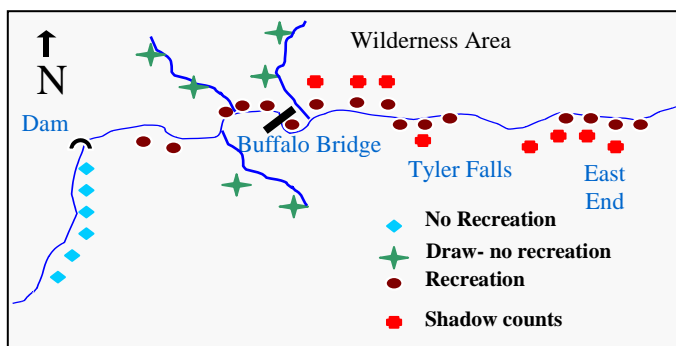 Wilderness Area
N
Dam
Buffalo Bridge
Tyler Falls
East
End
No Recreation
Draw- no recreation
Recreation
Shadow counts